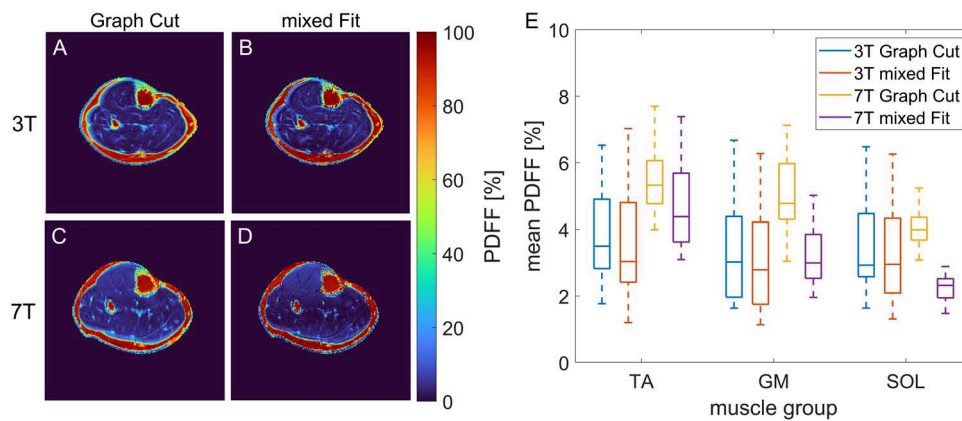 Graph Cut
mixed Fit
3T
7T
A
B
C
D
100
80
60
40
20
0
PDFF [%]
E
10
8
6
4
2
0
mean PDFF [%]
3T Graph Cut
3T mixed Fit
7T Graph Cut
7T mixed Fit
TA GM SOL
muscle group